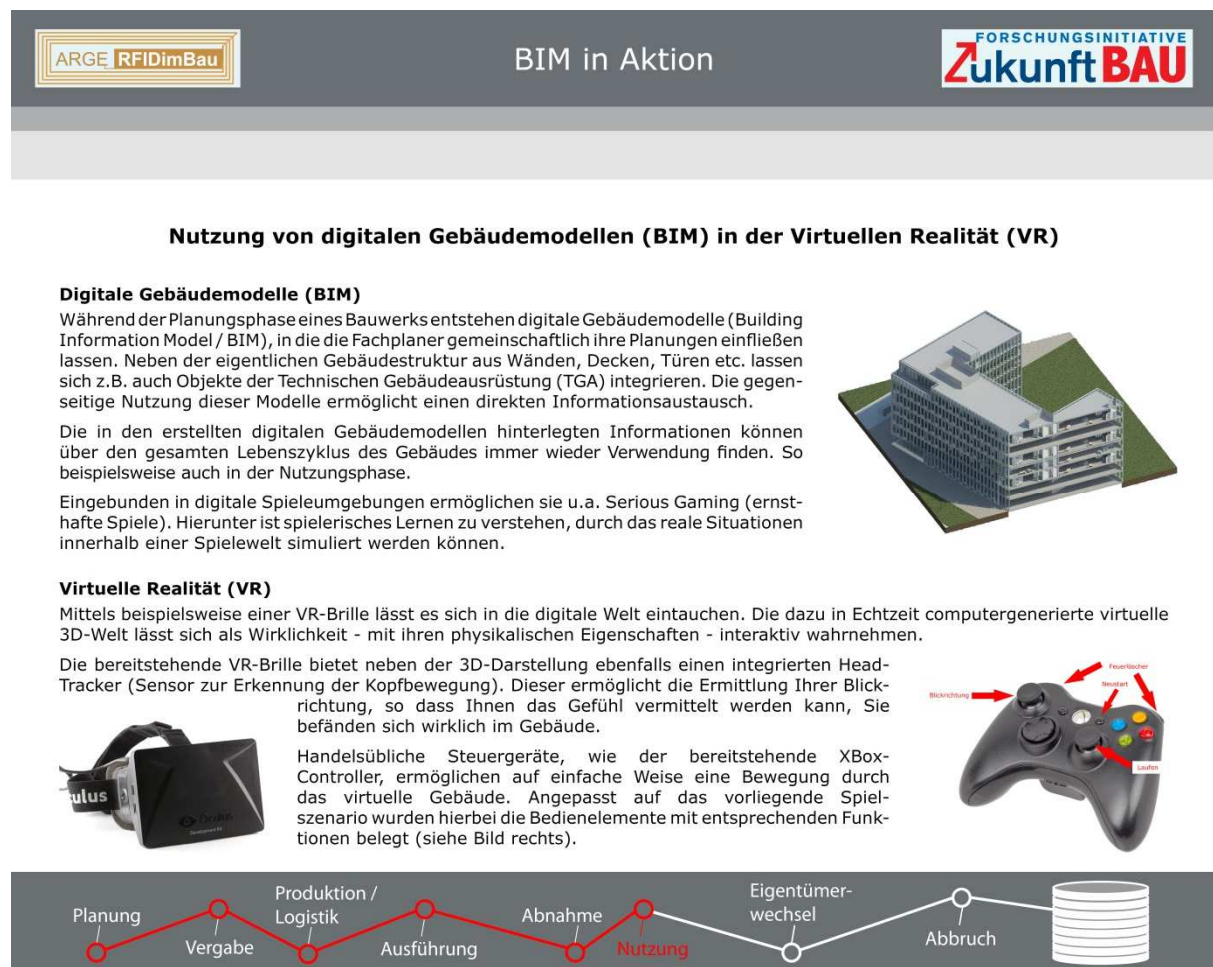 ARGE RFIDimBau
BIM in Aktion
FORSCHUNGSINITIATIVE
Zukunft BAU
Nutzung von digitalen Gebäudemodellen (BIM) in der Virtuellen Realität (VR)
Digitale Gebäudemodelle (BIM)
Während der Planungsphase eines Bauwerks entstehen digitale Gebäudemodelle (Building
Information Model / BIM), in die die Fachplaner gemeinschaftlich ihre Planungen einfließen
lassen. Neben der eigentlichen Gebäudestruktur aus Wänden, Decken, Türen etc. lassen
sich z.B. auch Objekte der Technischen Gebäudeausrüstung (TGA) integrieren. Die gegen-
seitige Nutzung dieser Modelle ermöglicht einen direkten Informationsaustausch.
Die in den erstellten digitalen Gebäudemodellen hinterlegten Informationen können
über den gesamten Lebenszyklus des Gebäudes immer wieder Verwendung finden. So
beispielsweise auch in der Nutzungsphase.
Eingebunden in digitale Spieleumgebungen ermöglichen sie u.a. Serious Gaming (ernst-
hafte Spiele). Hierunter ist spielerisches Lernen zu verstehen, durch das reale Situationen
innerhalb einer Spielewelt simuliert werden können.
Virtuelle Realität (VR)
Mittels beispielsweise einer VR-Brille lässt es sich in die digitale Welt eintauchen. Die dazu in Echtzeit computergenerierte virtuelle
3D-Welt lässt sich als Wirklichkeit - mit ihren physikalischen Eigenschaften - interaktiv wahrnehmen.
Die bereitstehende VR-Brille bietet neben der 3D-Darstellung ebenfalls einen integrierten Head-
Tracker (Sensor zur Erkennung der Kopfbewegung). Dieser ermöglicht die Ermittlung Ihrer Blick-
richtung, so dass Ihnen das Gefühl vermittelt werden kann, Sie
befänden sich wirklich im Gebäude.
Handelsübliche Steuergeräte, wie der bereitstehende XBox-
Controller, ermöglichen auf einfache Weise eine Bewegung durch
das virtuelle Gebäude. Angepasst auf das vorliegende Spiel-
szenario wurden hierbei die Bedienelemente mit entsprechenden Funk-
tionen belegt (siehe Bild rechts).
culus
Oculus
Development Kit
Feuerlöscher
Neustart
Blickrichtung
Laufen
Planung
Vergabe
Produktion /
Logistik
Ausführung
Abnahme
Nutzung
Eigentümer-
wechsel
Abbruch